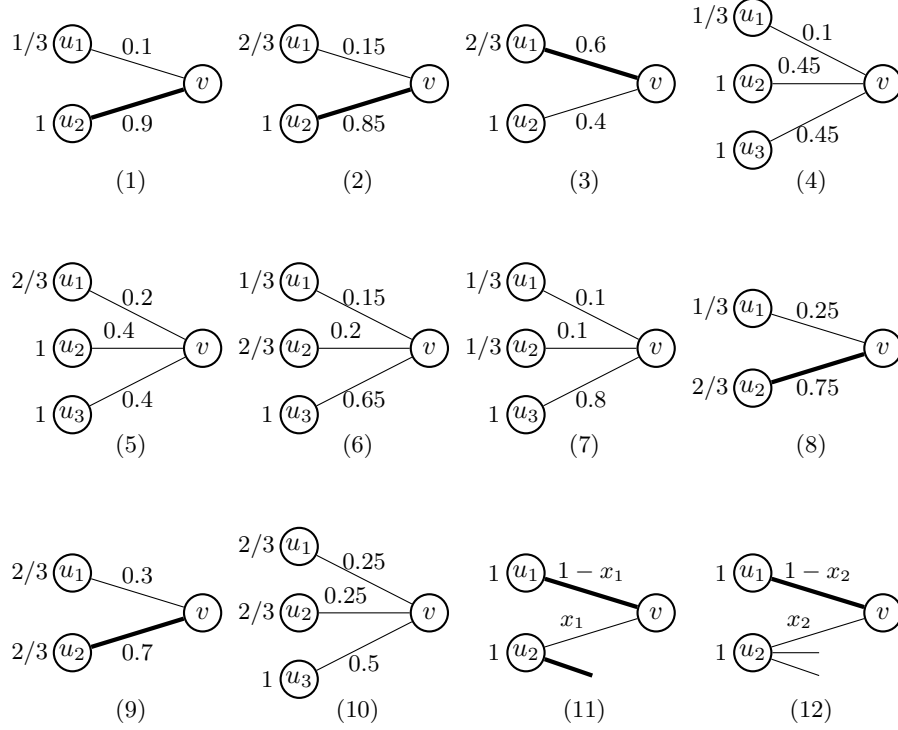 1/3 u1 0.1 v
1 u2 0.9
(1)
2/3 u1 0.15 v
1 u2 0.85
(2)
2/3 u1 0.6 v
1 u2 0.4
(3)
1/3 u1 0.1
1 u2 0.45 v
1 u3 0.45
(4)
2/3 u1 0.2
1 u2 0.4 v
1 u3 0.4
(5)
1/3 u1 0.15
2/3 u2 0.2 v
1 u3 0.65
(6)
1/3 u1 0.1
1/3 u2 0.1 v
1 u3 0.8
(7)
1/3 u1 0.25 v
2/3 u2 0.75
(8)
2/3 u1 0.3 v
2/3 u2 0.7
(9)
2/3 u1 0.25
2/3 u2 0.25 v
1 u3 0.5
(10)
1 u1 1 − x1 v
1 u2 x1
(11)
1 u1 1 − x2 v
1 u2 x2
(12)